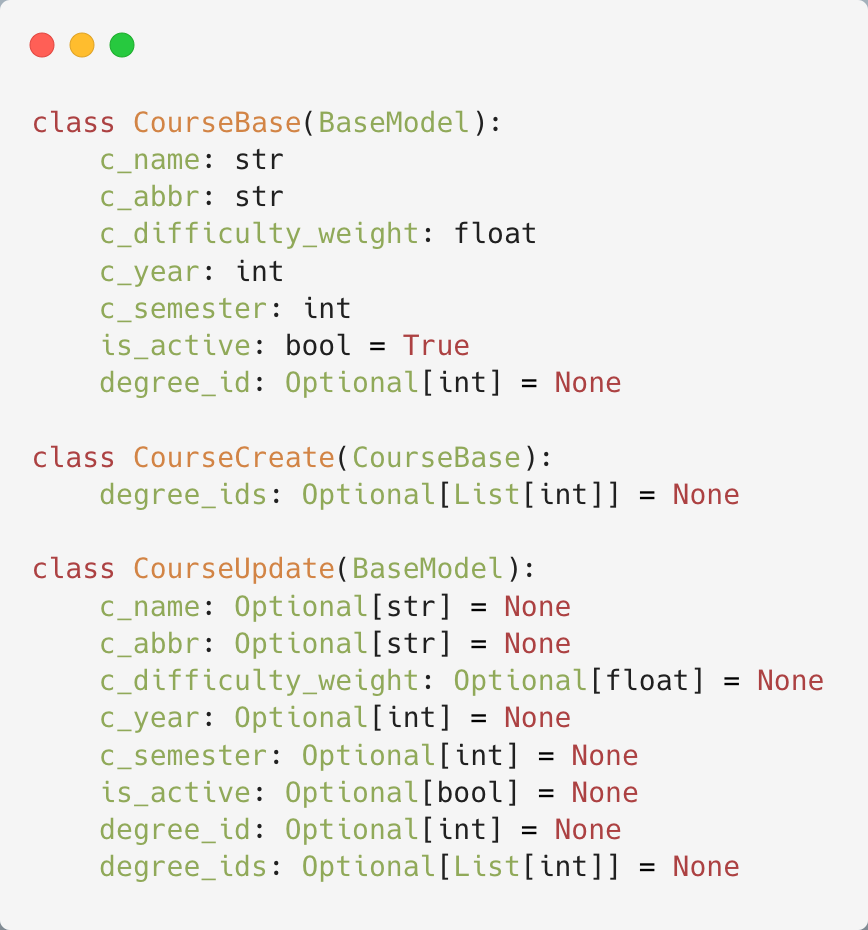 class CourseBase(BaseModel):
    c_name: str
    c_abbr: str
    c_difficulty_weight: float
    c_year: int
    c_semester: int
    is_active: bool = True
    degree_id: Optional[int] = None

class CourseCreate(CourseBase):
    degree_ids: Optional[List[int]] = None

class CourseUpdate(BaseModel):
    c_name: Optional[str] = None
    c_abbr: Optional[str] = None
    c_difficulty_weight: Optional[float] = None
    c_year: Optional[int] = None
    c_semester: Optional[int] = None
    is_active: Optional[bool] = None
    degree_id: Optional[int] = None
    degree_ids: Optional[List[int]] = None